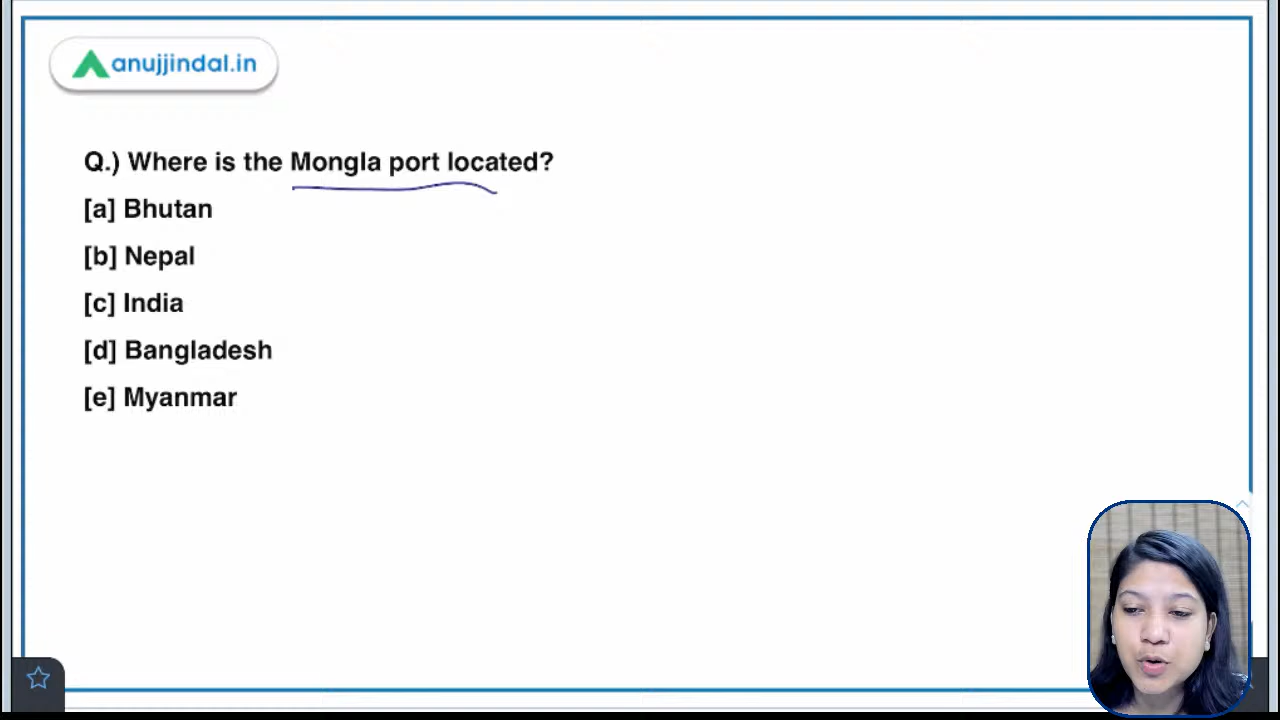 anujjindal.in
Q.) Where is the Mongla port located?
[a] Bhutan
[b] Nepal
[c] India
[d] Bangladesh
[e] Myanmar